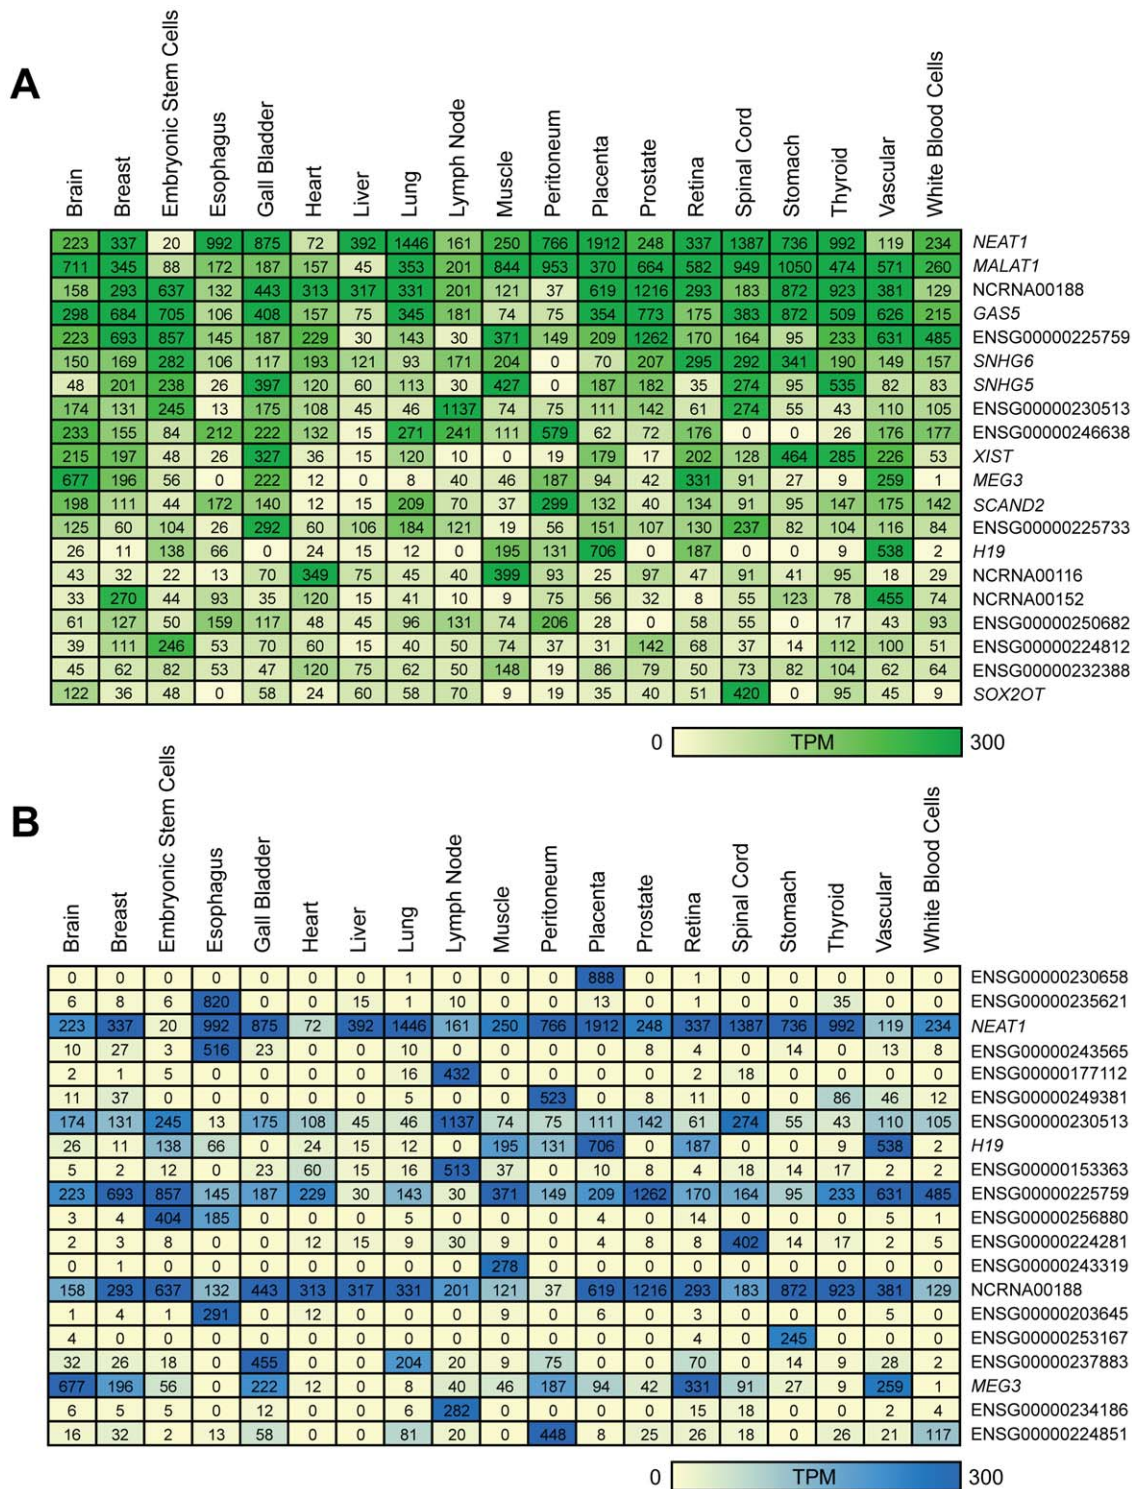 A
Brain Breast Embryonic Stem Cells Esophagus Gall Bladder Heart Liver Lung Lymph Node Muscle Peritoneum Placenta Prostate Retina Spinal Cord Stomach Thyroid Vascular White Blood Cells
223 337 20 992 875 72 392 1446 161 250 766 1912 248 337 1387 736 992 119 234 NEAT1
711 345 88 172 187 157 45 353 201 844 953 370 664 582 949 1050 474 571 260 MALAT1
158 293 637 132 443 313 317 331 201 121 37 619 1216 293 183 872 923 381 129 NCRNA00188
298 684 705 106 408 157 75 345 181 74 75 354 773 175 383 872 509 626 215 GAS5
223 693 857 145 187 229 30 143 30 371 149 209 1262 170 164 95 233 631 485 ENSG00000225759
150 169 282 106 117 193 121 93 171 204 0 70 207 295 292 341 190 149 157 SNHG6
48 201 238 26 397 120 60 113 30 427 0 187 182 35 274 95 535 82 83 SNHG5
174 131 245 13 175 108 45 46 1137 74 75 111 142 61 274 55 43 110 105 ENSG00000230513
233 155 84 212 222 132 15 271 241 111 579 62 72 176 0 0 26 176 177 ENSG00000246638
215 197 48 26 327 36 15 120 10 0 19 179 17 202 128 464 285 226 53 XIST
677 196 56 0 222 12 0 8 40 46 187 94 42 331 91 27 9 259 1 MEG3
198 111 44 172 140 12 15 209 70 37 299 132 40 134 91 95 147 175 142 SCAND2
125 60 104 26 292 60 106 184 121 19 56 151 107 130 237 82 104 116 84 ENSG00000225733
26 11 138 66 0 24 15 12 0 195 131 706 0 187 0 0 9 538 2 H19
43 32 22 13 70 349 75 45 40 399 93 25 97 47 91 41 95 18 29 NCRNA00116
33 270 44 93 35 120 15 41 10 9 75 56 32 8 55 123 78 455 74 NCRNA00152
61 127 50 159 117 48 45 96 131 74 206 28 0 58 55 0 17 43 93 ENSG00000250682
39 111 246 53 70 60 15 40 50 74 37 31 142 68 37 14 112 100 51 ENSG00000224812
45 62 82 53 47 120 75 62 50 148 19 86 79 50 73 82 104 62 64 ENSG00000232388
122 36 48 0 58 24 60 58 70 9 19 35 40 51 420 0 95 45 9 SOX2OT
0 TPM 300
B
Brain Breast Embryonic Stem Cells Esophagus Gall Bladder Heart Liver Lung Lymph Node Muscle Peritoneum Placenta Prostate Retina Spinal Cord Stomach Thyroid Vascular White Blood Cells
0 0 0 0 0 0 0 1 0 0 0 888 0 1 0 0 0 0 0 ENSG00000230658
6 8 6 820 0 0 15 1 10 0 0 13 0 1 0 0 35 0 0 ENSG00000235621
223 337 20 992 875 72 392 1446 161 250 766 1912 248 337 1387 736 992 119 234 NEAT1
10 27 3 516 23 0 0 10 0 0 0 0 8 4 0 14 0 13 8 ENSG00000243565
2 1 5 0 0 0 0 16 432 0 0 0 0 2 18 0 0 0 0 ENSG00000177112
11 37 0 0 0 0 0 5 0 0 523 0 8 11 0 0 86 46 12 ENSG00000249381
174 131 245 13 175 108 45 46 1137 74 75 111 142 61 274 55 43 110 105 ENSG00000230513
26 11 138 66 0 24 15 12 0 195 131 706 0 187 0 0 9 538 2 H19
5 2 12 0 23 60 15 16 513 37 0 10 8 4 18 14 17 2 2 ENSG00000153363
223 693 857 145 187 229 30 143 30 371 149 209 1262 170 164 95 233 631 485 ENSG00000225759
3 4 404 185 0 0 0 5 0 0 0 4 0 14 0 0 0 5 1 ENSG00000256880
2 3 8 0 0 12 15 9 30 9 0 4 8 8 402 14 17 2 5 ENSG00000224281
0 1 0 0 0 0 0 0 0 278 0 0 0 0 0 0 0 0 0 ENSG00000243319
158 293 637 132 443 313 317 331 201 121 37 619 1216 293 183 872 923 381 129 NCRNA00188
1 4 1 291 0 12 0 0 0 9 0 6 0 3 0 0 0 5 0 ENSG00000203645
4 0 0 0 0 0 0 0 0 0 0 0 0 4 0 245 0 0 0 ENSG00000253167
32 26 18 0 455 0 0 204 20 9 75 0 0 70 0 14 9 28 2 ENSG00000237883
677 196 56 0 222 12 0 8 40 46 187 94 42 331 91 27 9 259 1 MEG3
6 5 5 0 12 0 0 6 282 0 0 0 0 15 18 0 0 2 4 ENSG00000234186
16 32 2 13 58 0 0 81 20 0 448 8 25 26 18 0 26 21 117 ENSG00000224851
0 TPM 300